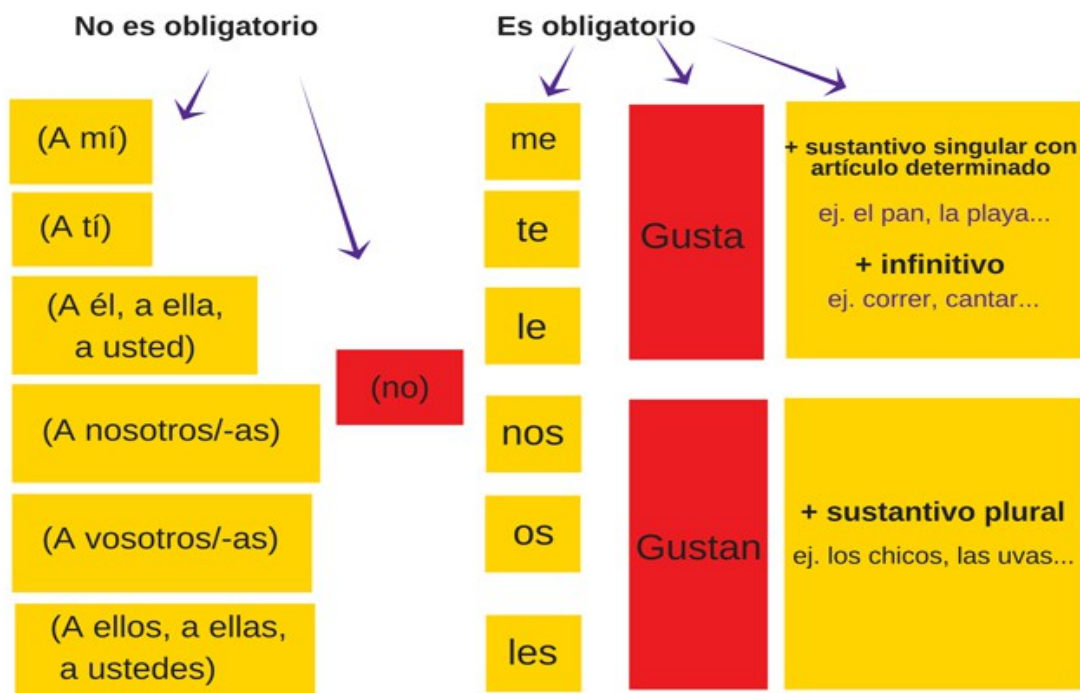 No es obligatorio
Es obligatorio
(A mí)
(A tí)
(A él, a ella,
a usted)
(A nosotros/-as)
(A vosotros/-as)
(A ellos, a ellas,
a ustedes)
(no)
me
te
le
nos
os
les
Gusta
Gustan
+ sustantivo singular con
artículo determinado
ej. el pan, la playa...
+ infinitivo
ej. correr, cantar...
+ sustantivo plural
ej. los chicos, las uvas...